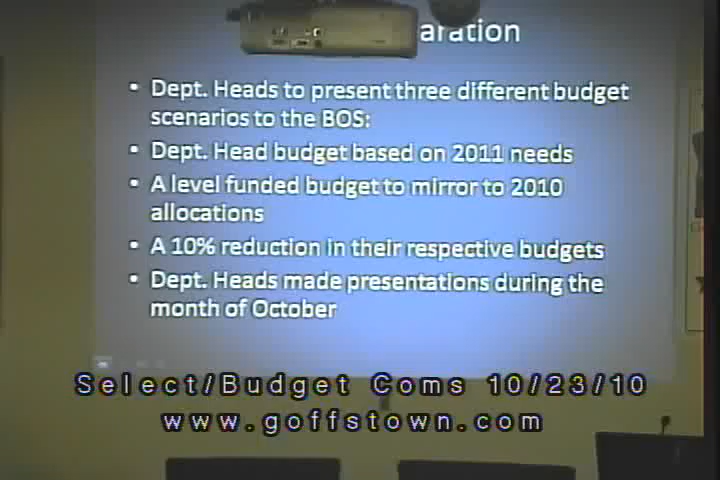 aration
• Dept. Heads to present three different budget
scenarios to the BOS:
• Dept. Head budget based on 2011 needs
• A level funded budget to mirror to 2010
allocations
• A 10% reduction in their respective budgets
• Dept. Heads made presentations during the
month of October
Select/Budget Coms 10/23/10
www.goffstown.com